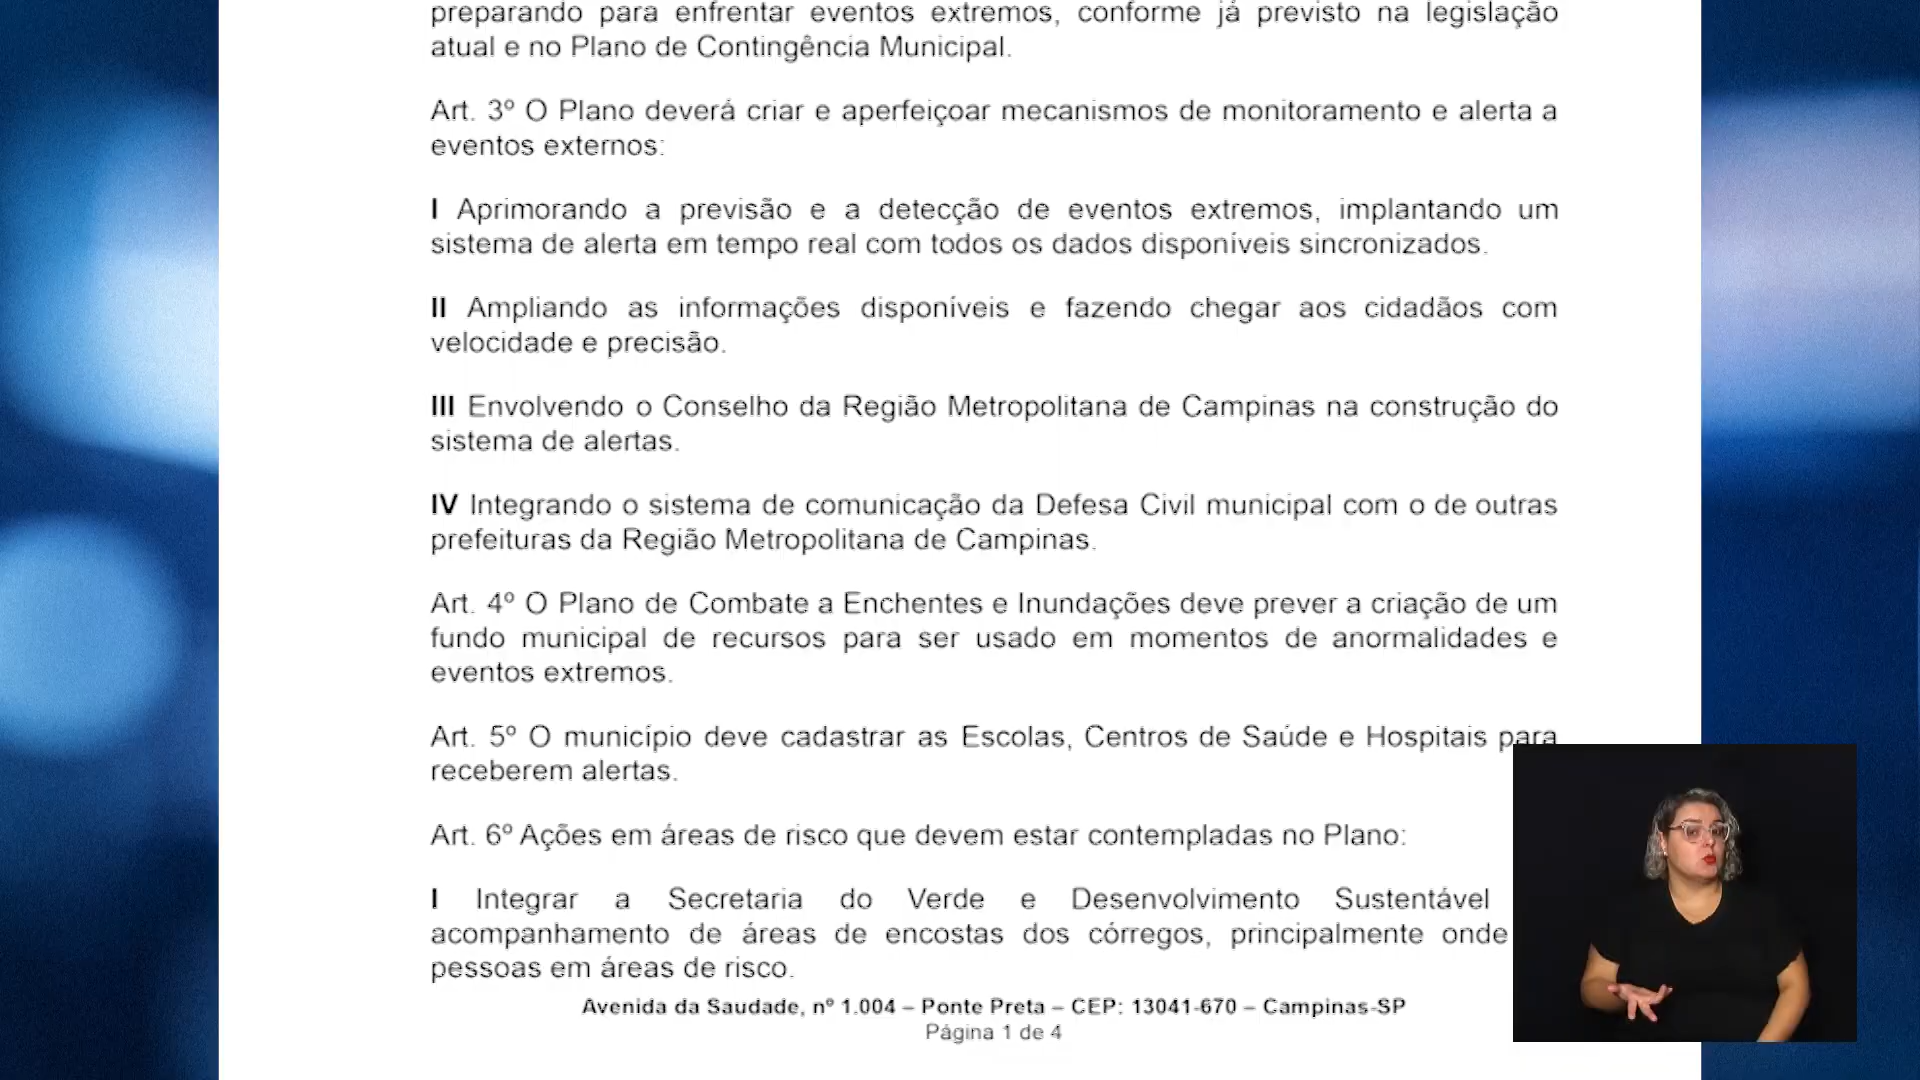 preparando para enfrentar eventos extremos, conforme já previsto na legislação
atual e no Plano de Contingência Municipal.
Art. 3º O Plano deverá criar e aperfeiçoar mecanismos de monitoramento e alerta a
eventos externos:
I Aprimorando a previsão e a detecção de eventos extremos, implantando um
sistema de alerta em tempo real com todos os dados disponíveis sincronizados.
II Ampliando as informações disponíveis e fazendo chegar aos cidadãos com
velocidade e precisão.
III Envolvendo o Conselho da Região Metropolitana de Campinas na construção do
sistema de alertas.
IV Integrando o sistema de comunicação da Defesa Civil municipal com o de outras
prefeituras da Região Metropolitana de Campinas.
Art. 4º O Plano de Combate a Enchentes e Inundações deve prever a criação de um
fundo municipal de recursos para ser usado em momentos de anormalidades e
eventos extremos.
Art. 5º O município deve cadastrar as Escolas, Centros de Saúde e Hospitais para
receberem alertas.
Art. 6º Ações em áreas de risco que devem estar contempladas no Plano:
I Integrar a Secretaria do Verde e Desenvolvimento Sustentável
acompanhamento de áreas de encostas dos córregos, principalmente onde
pessoas em áreas de risco.
Avenida da Saudade, nº 1.004 – Ponte Preta – CEP: 13041-670 – Campinas-SP
Página 1 de 4